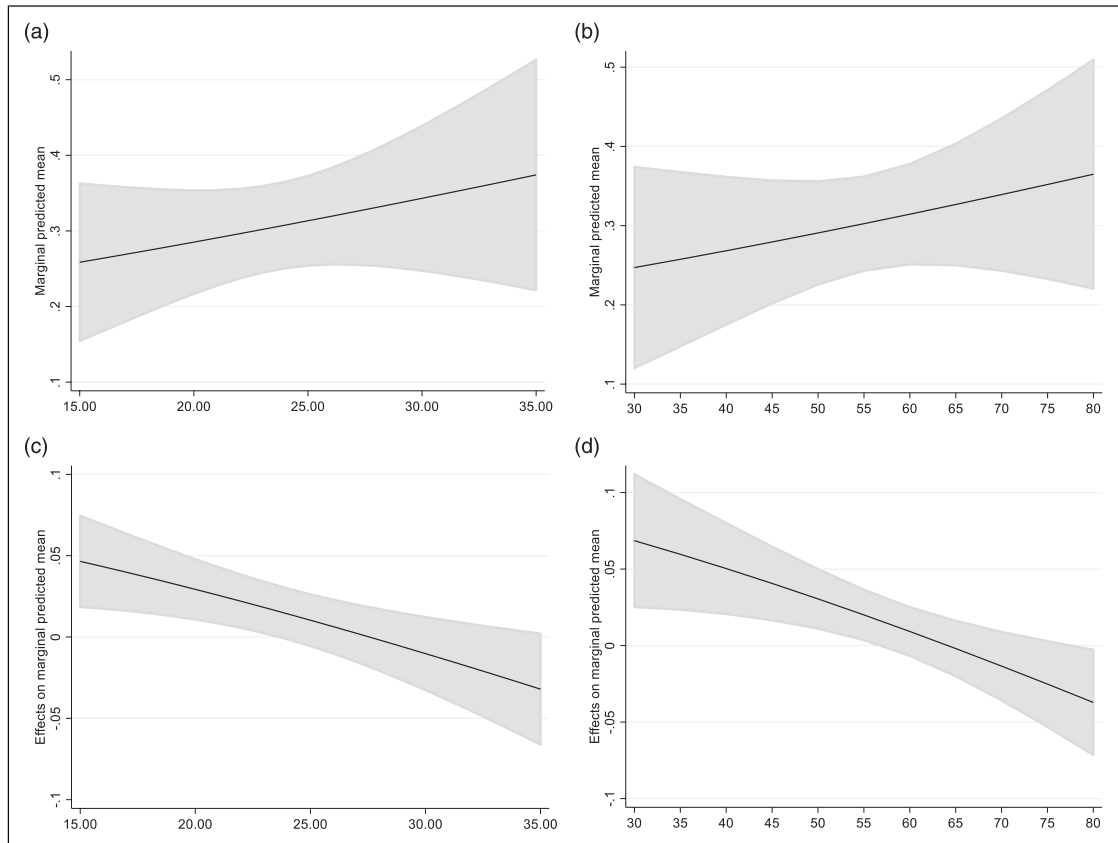 (a)
Marginal predicted mean
.5
.4
.3
.2
.1
15.00 20.00 25.00 30.00 35.00
(b)
Marginal predicted mean
.5
.4
.3
.2
.1
30 35 40 45 50 55 60 65 70 75 80
(c)
Effects on marginal predicted mean
.1
.05
0
-.05
-.1
15.00 20.00 25.00 30.00 35.00
(d)
Effects on marginal predicted mean
.1
.05
0
-.05
-.1
30 35 40 45 50 55 60 65 70 75 80